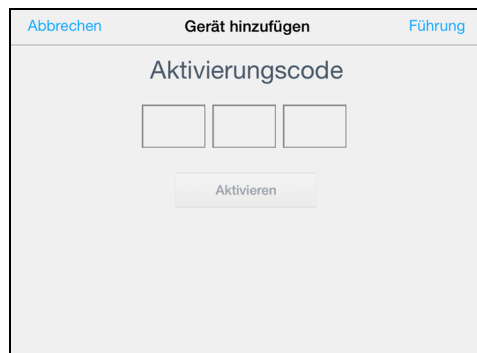 Abbrechen Gerät hinzufügen Führung
Aktivierungscode
Aktivieren